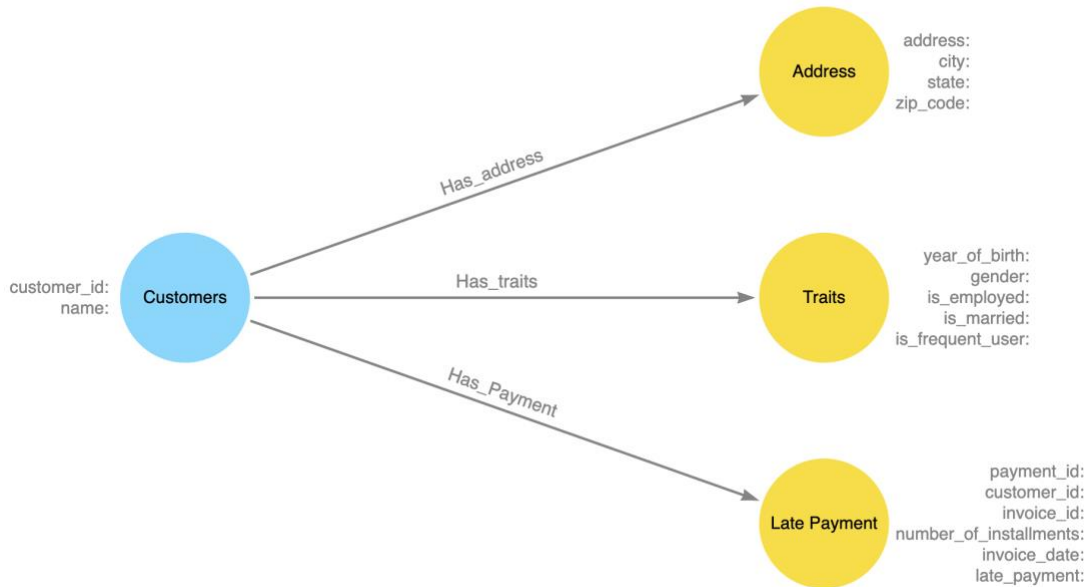 Address
address:
city:
state:
zip_code:
Has_address
customer_id:
name:
Customers
Has_traits
Traits
year_of_birth:
gender:
is_employed:
is_married:
is_frequent_user:
Has_Payment
Late Payment
payment_id:
customer_id:
invoice_id:
number_of_installments:
invoice_date:
late_payment: